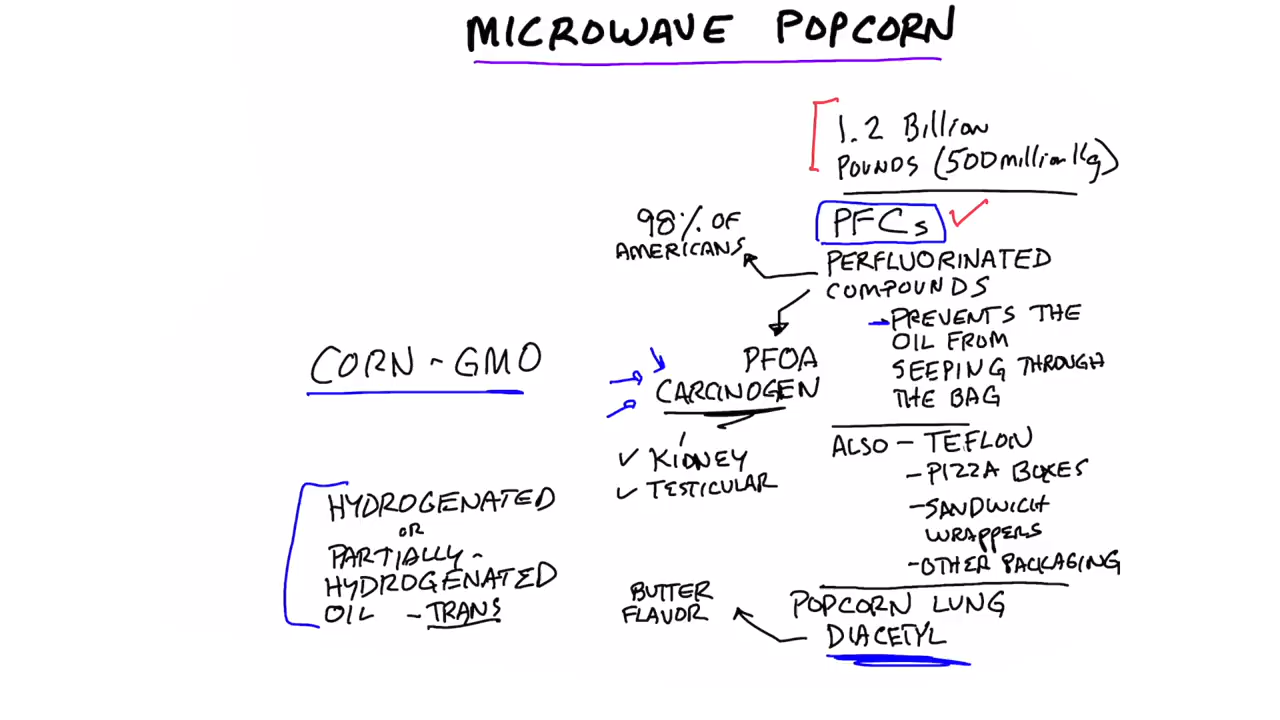 MICROWAVE POPCORN
1.2 Billion
POUNDS (500 million Kg)
98% OF
AMERICANS
PFCs
PERFLUORINATED
COMPOUNDS
PREVENTS THE
OIL FROM
SEEPING THROUGH
THE BAG
PFOA
CARCINOGEN
KIDNEY
TESTICULAR
CORN - GMO
ALSO - TEFLON
- PIZZA BOXES
- SANDWICH
WRAPPERS
- OTHER PACKAGING
HYDROGENATED
OR
PARTIALLY -
HYDROGENATED
OIL - TRANS
BUTTER
FLAVOR
POPCORN LUNG
DIACETYL